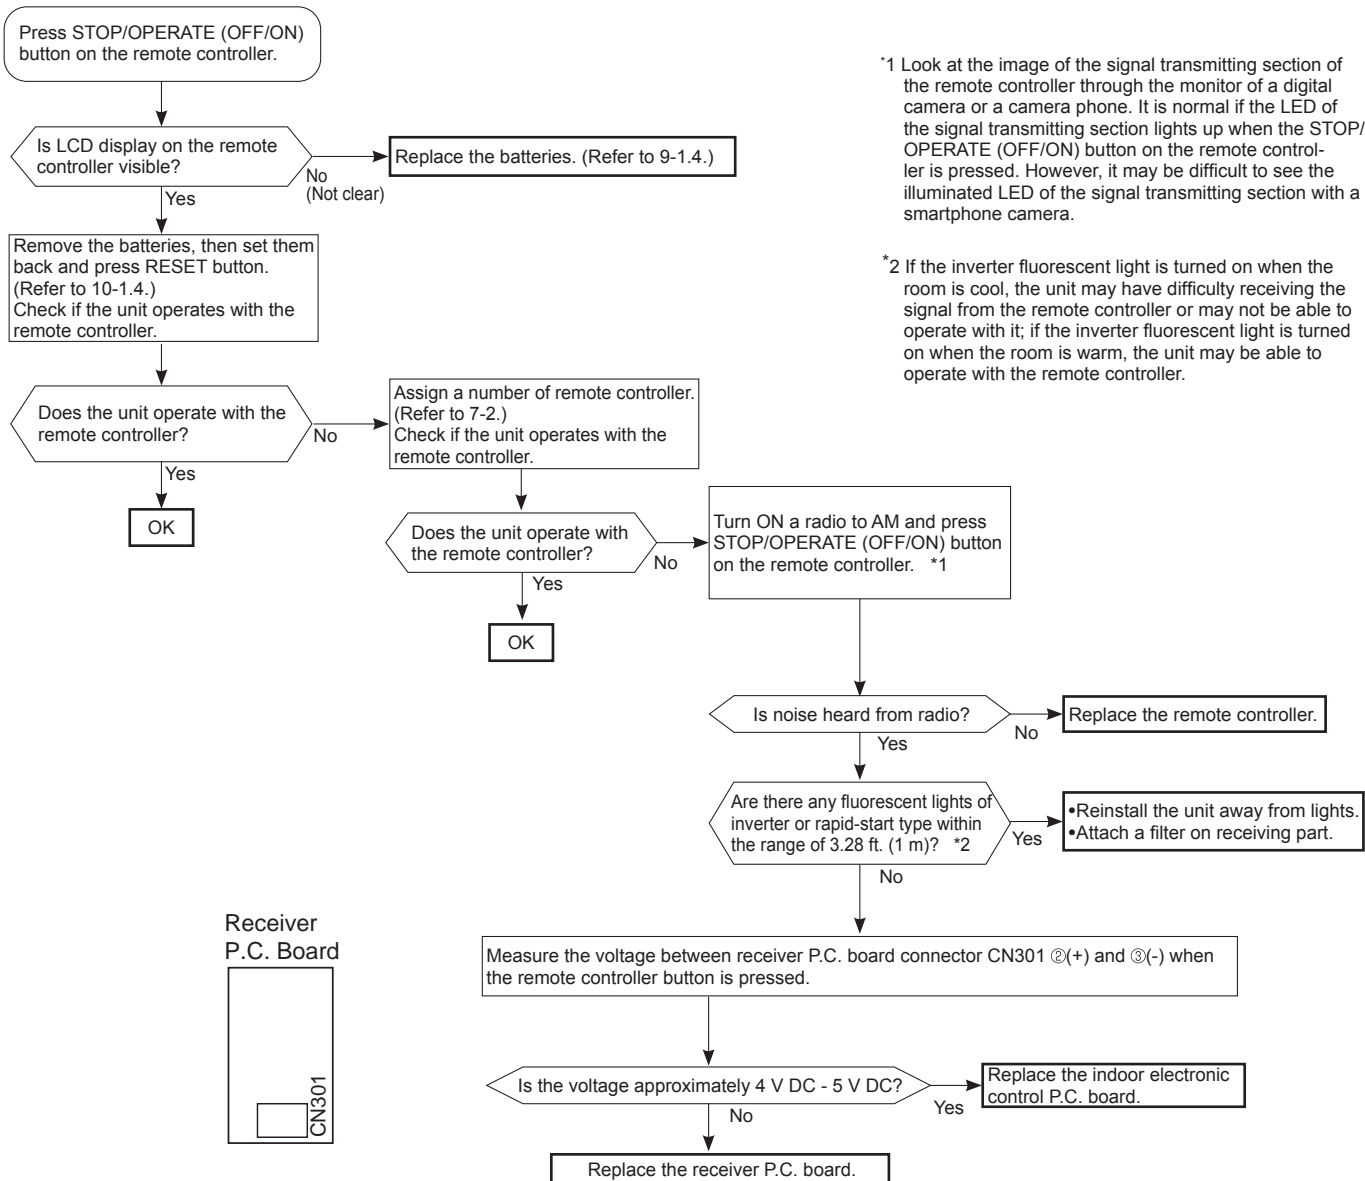 Press STOP/OPERATE (OFF/ON)
button on the remote controller.
Is LCD display on the remote
controller visible?
No
(Not clear)
Replace the batteries. (Refer to 9-1.4.)
Yes
Remove the batteries, then set them
back and press RESET button.
(Refer to 10-1.4.)
Check if the unit operates with the
remote controller.
Does the unit operate with the
remote controller?
No
Yes
OK
Assign a number of remote controller.
(Refer to 7-2.)
Check if the unit operates with the
remote controller.
Does the unit operate with
the remote controller?
No
Yes
OK
Turn ON a radio to AM and press
STOP/OPERATE (OFF/ON) button
on the remote controller. *1
Is noise heard from radio?
No
Replace the remote controller.
Yes
Are there any fluorescent lights of
inverter or rapid-start type within
the range of 3.28 ft. (1 m)? *2
Yes
•Reinstall the unit away from lights.
•Attach a filter on receiving part.
No
Measure the voltage between receiver P.C. board connector CN301 ②(+) and ③(-) when
the remote controller button is pressed.
Is the voltage approximately 4 V DC - 5 V DC?
Yes
Replace the indoor electronic
control P.C. board.
No
Replace the receiver P.C. board.
*1 Look at the image of the signal transmitting section of
the remote controller through the monitor of a digital
camera or a camera phone. It is normal if the LED of
the signal transmitting section lights up when the STOP/
OPERATE (OFF/ON) button on the remote control-
ler is pressed. However, it may be difficult to see the
illuminated LED of the signal transmitting section with a
smartphone camera.
*2 If the inverter fluorescent light is turned on when the
room is cool, the unit may have difficulty receiving the
signal from the remote controller or may not be able to
operate with it; if the inverter fluorescent light is turned
on when the room is warm, the unit may be able to
operate with the remote controller.
Receiver
P.C. Board
CN301